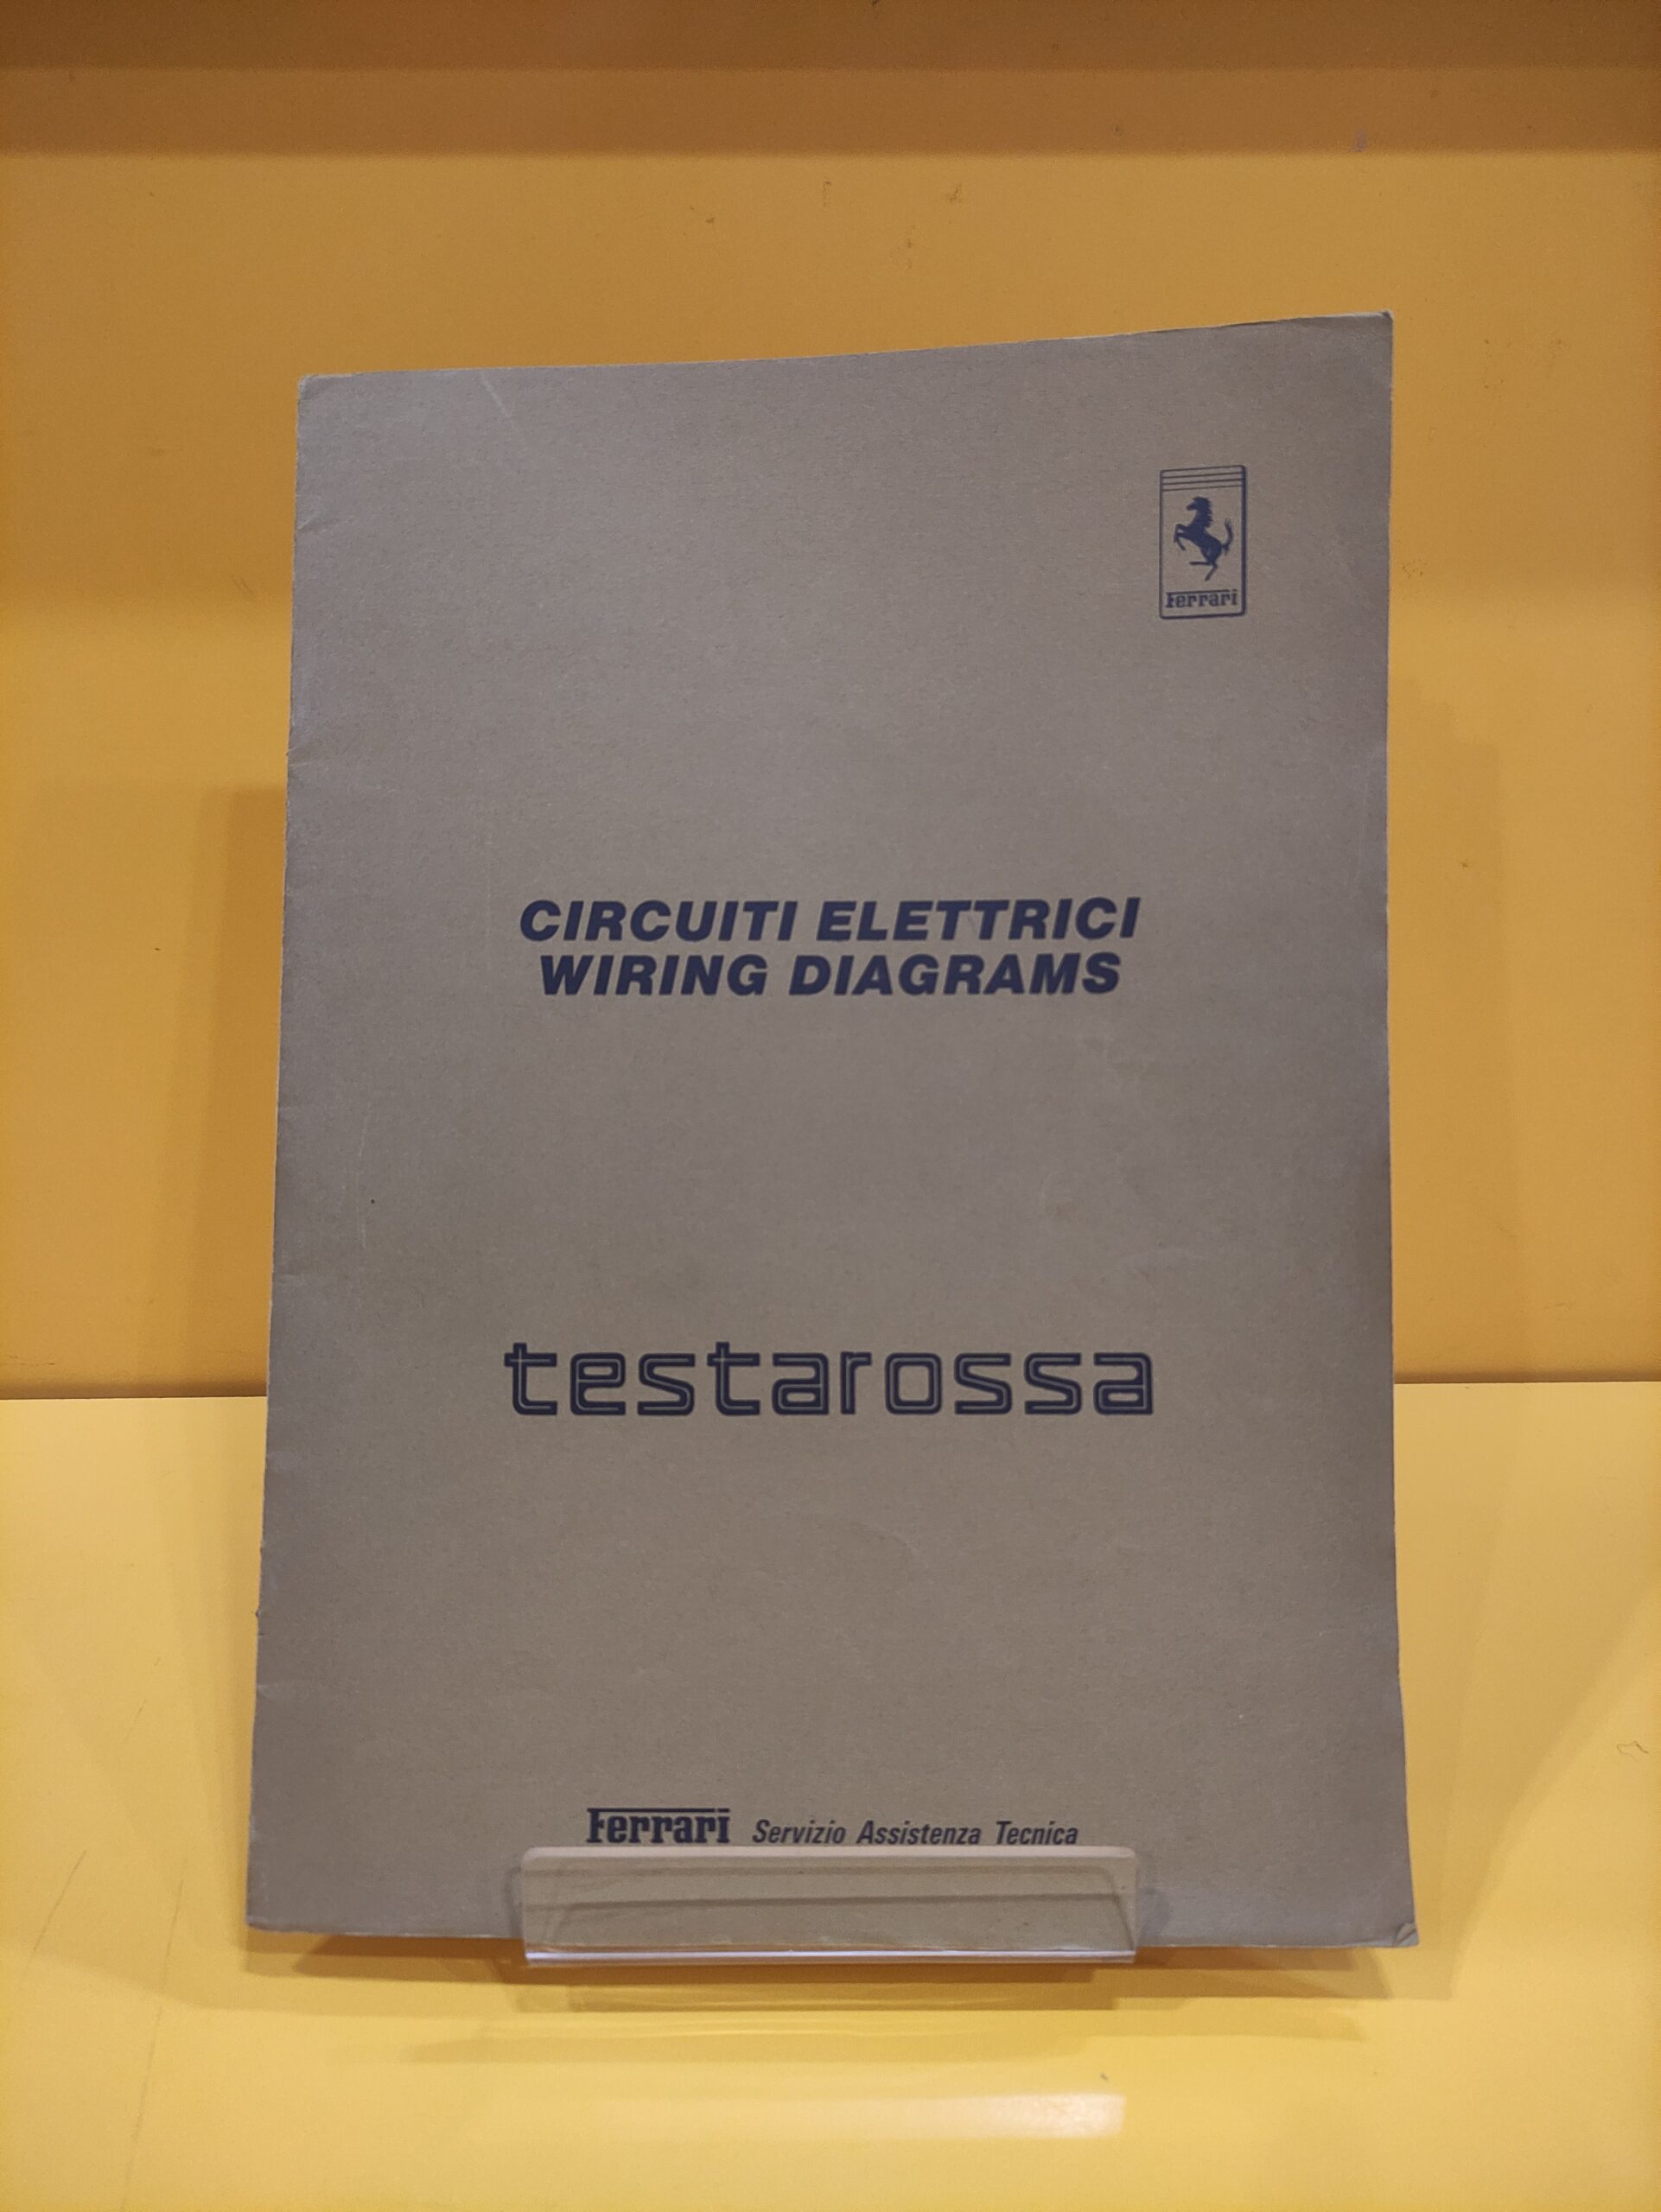 Ferrari
CIRCUITI ELETTRICI
WIRING DIAGRAMS
testarossa
Ferrari Servizio Assistenza Tecnica